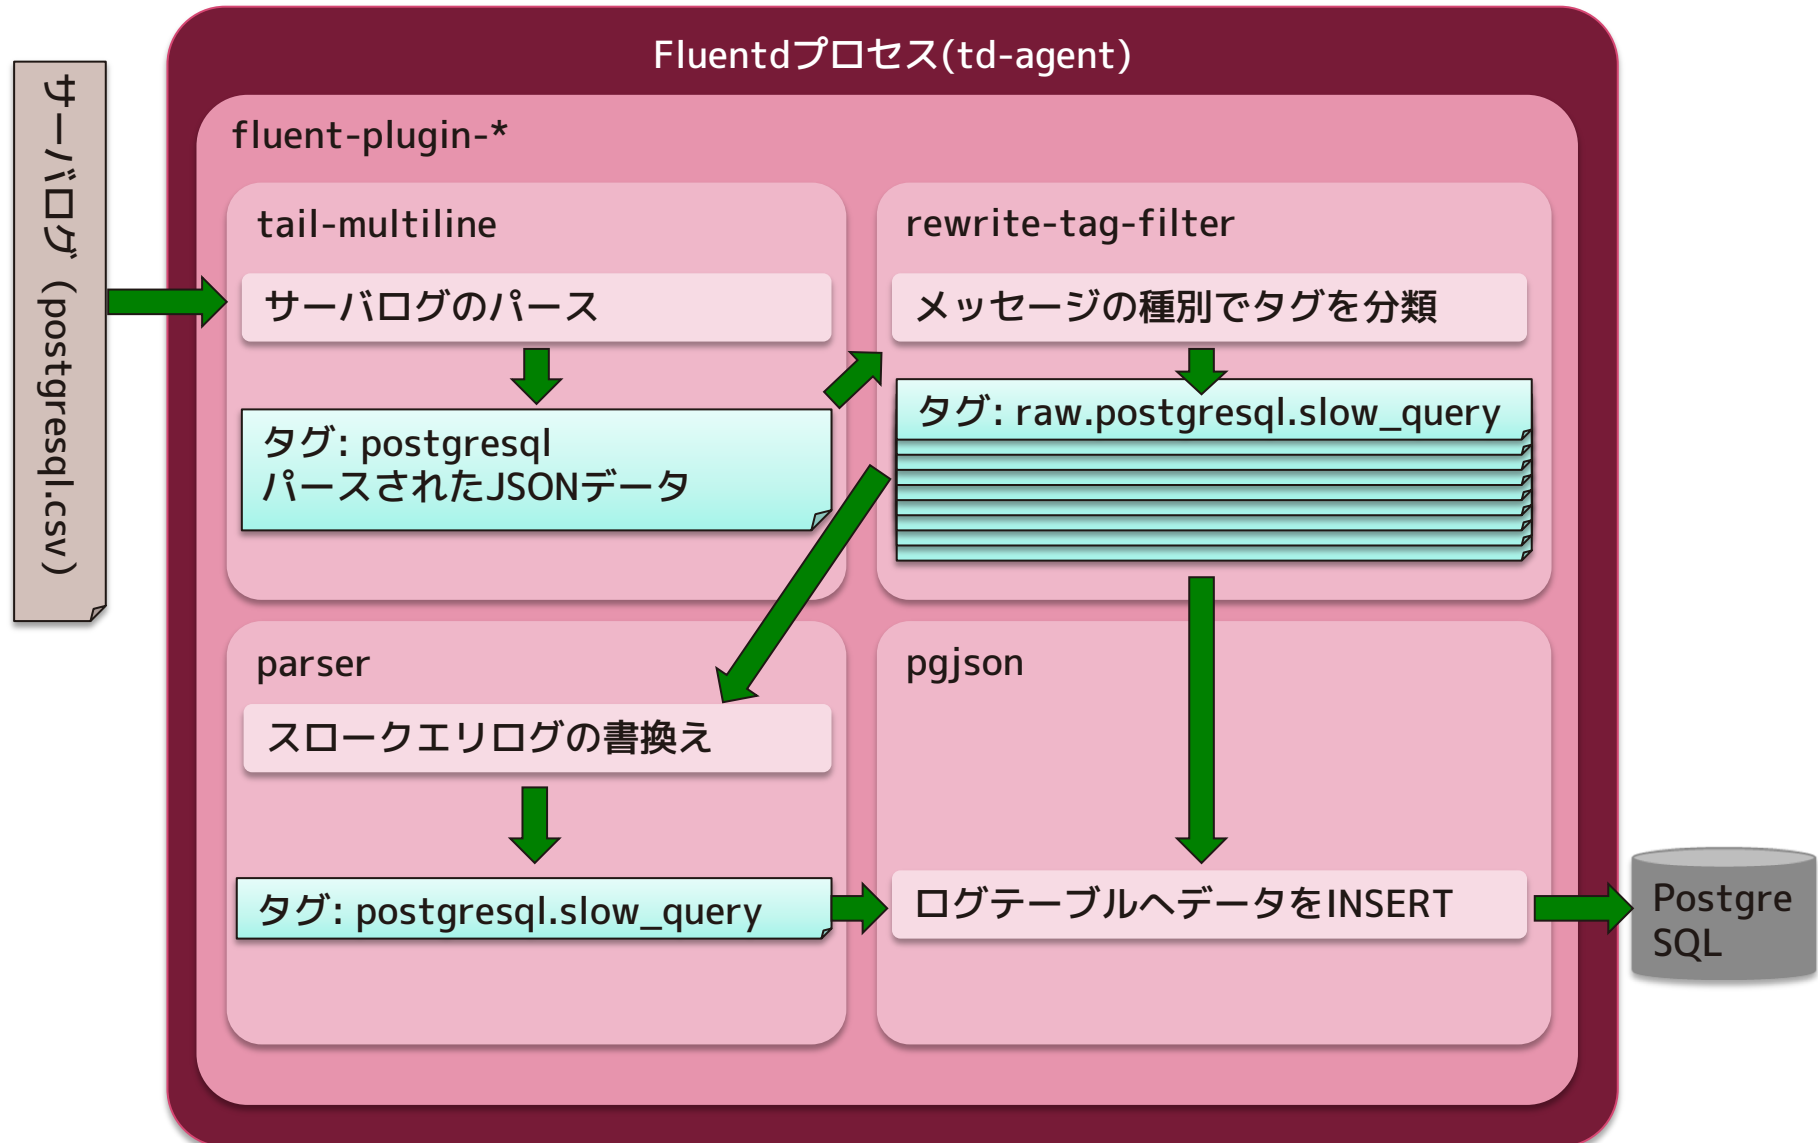 Fluentdプロセス(td-agent)
サーバログ（postgresql.csv）
fluent-plugin-*
tail-multiline
サーバログのパース
タグ: postgresql
パースされたJSONデータ
rewrite-tag-filter
メッセージの種別でタグを分類
タグ: raw.postgresql.slow_query
parser
スロークエリログの書換え
タグ: postgresql.slow_query
pgjson
ログテーブルへデータをINSERT
Postgre
SQL